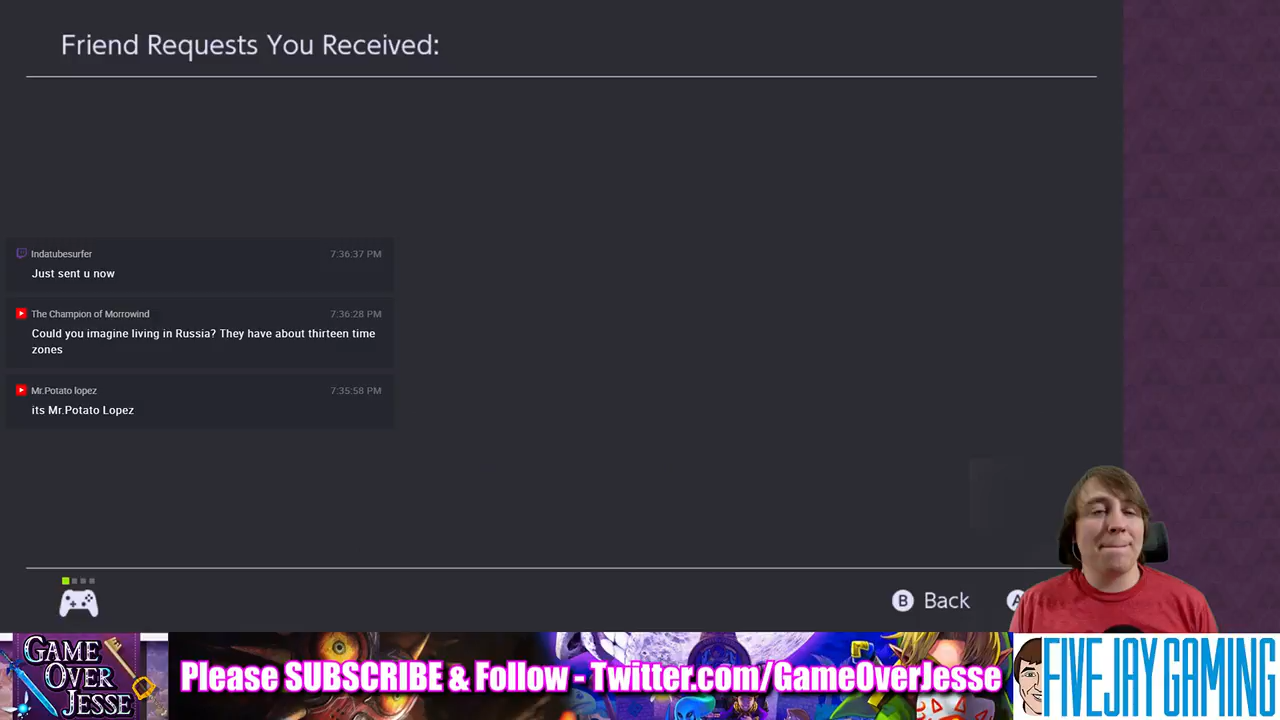 Friend Requests You Received:
Indatubesurfer 7:36:37 PM
Just sent u now
The Champion of Morrowind 7:36:28 PM
Could you imagine living in Russia? They have about thirteen time
zones
Mr.Potato lopez 7:35:58 PM
its Mr.Potato Lopez
B Back A
GAME
OVER
JESSE
Please SUBSCRIBE & Follow - Twitter.com/GameOverJesse
FIVEJAYGAMING